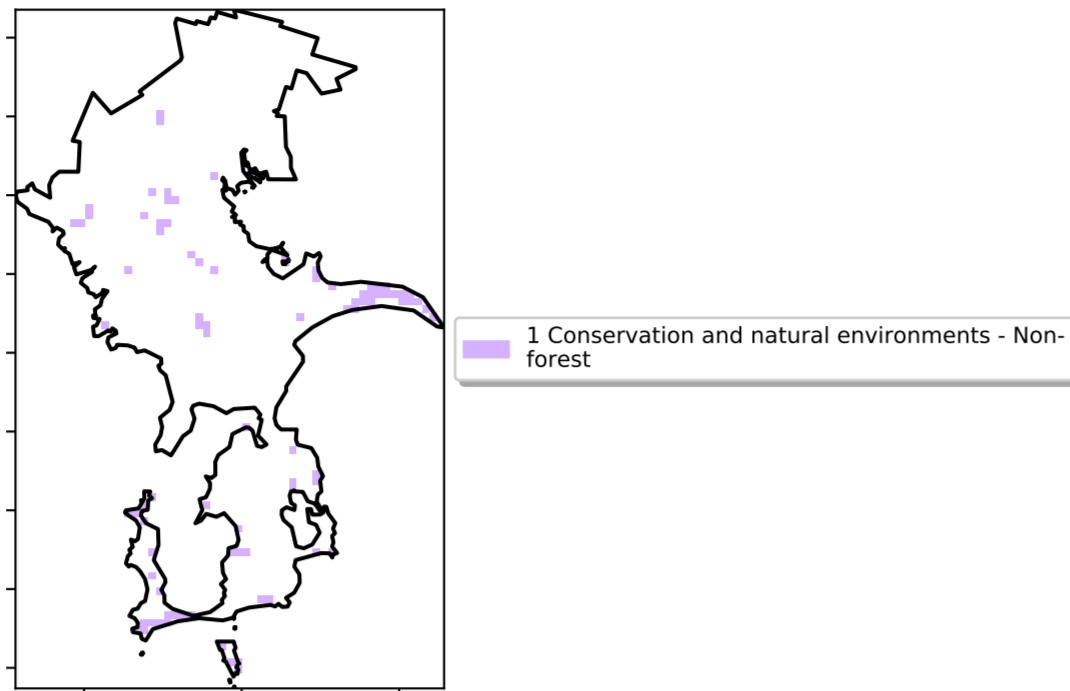 1 Conservation and natural environments - Non-
forest